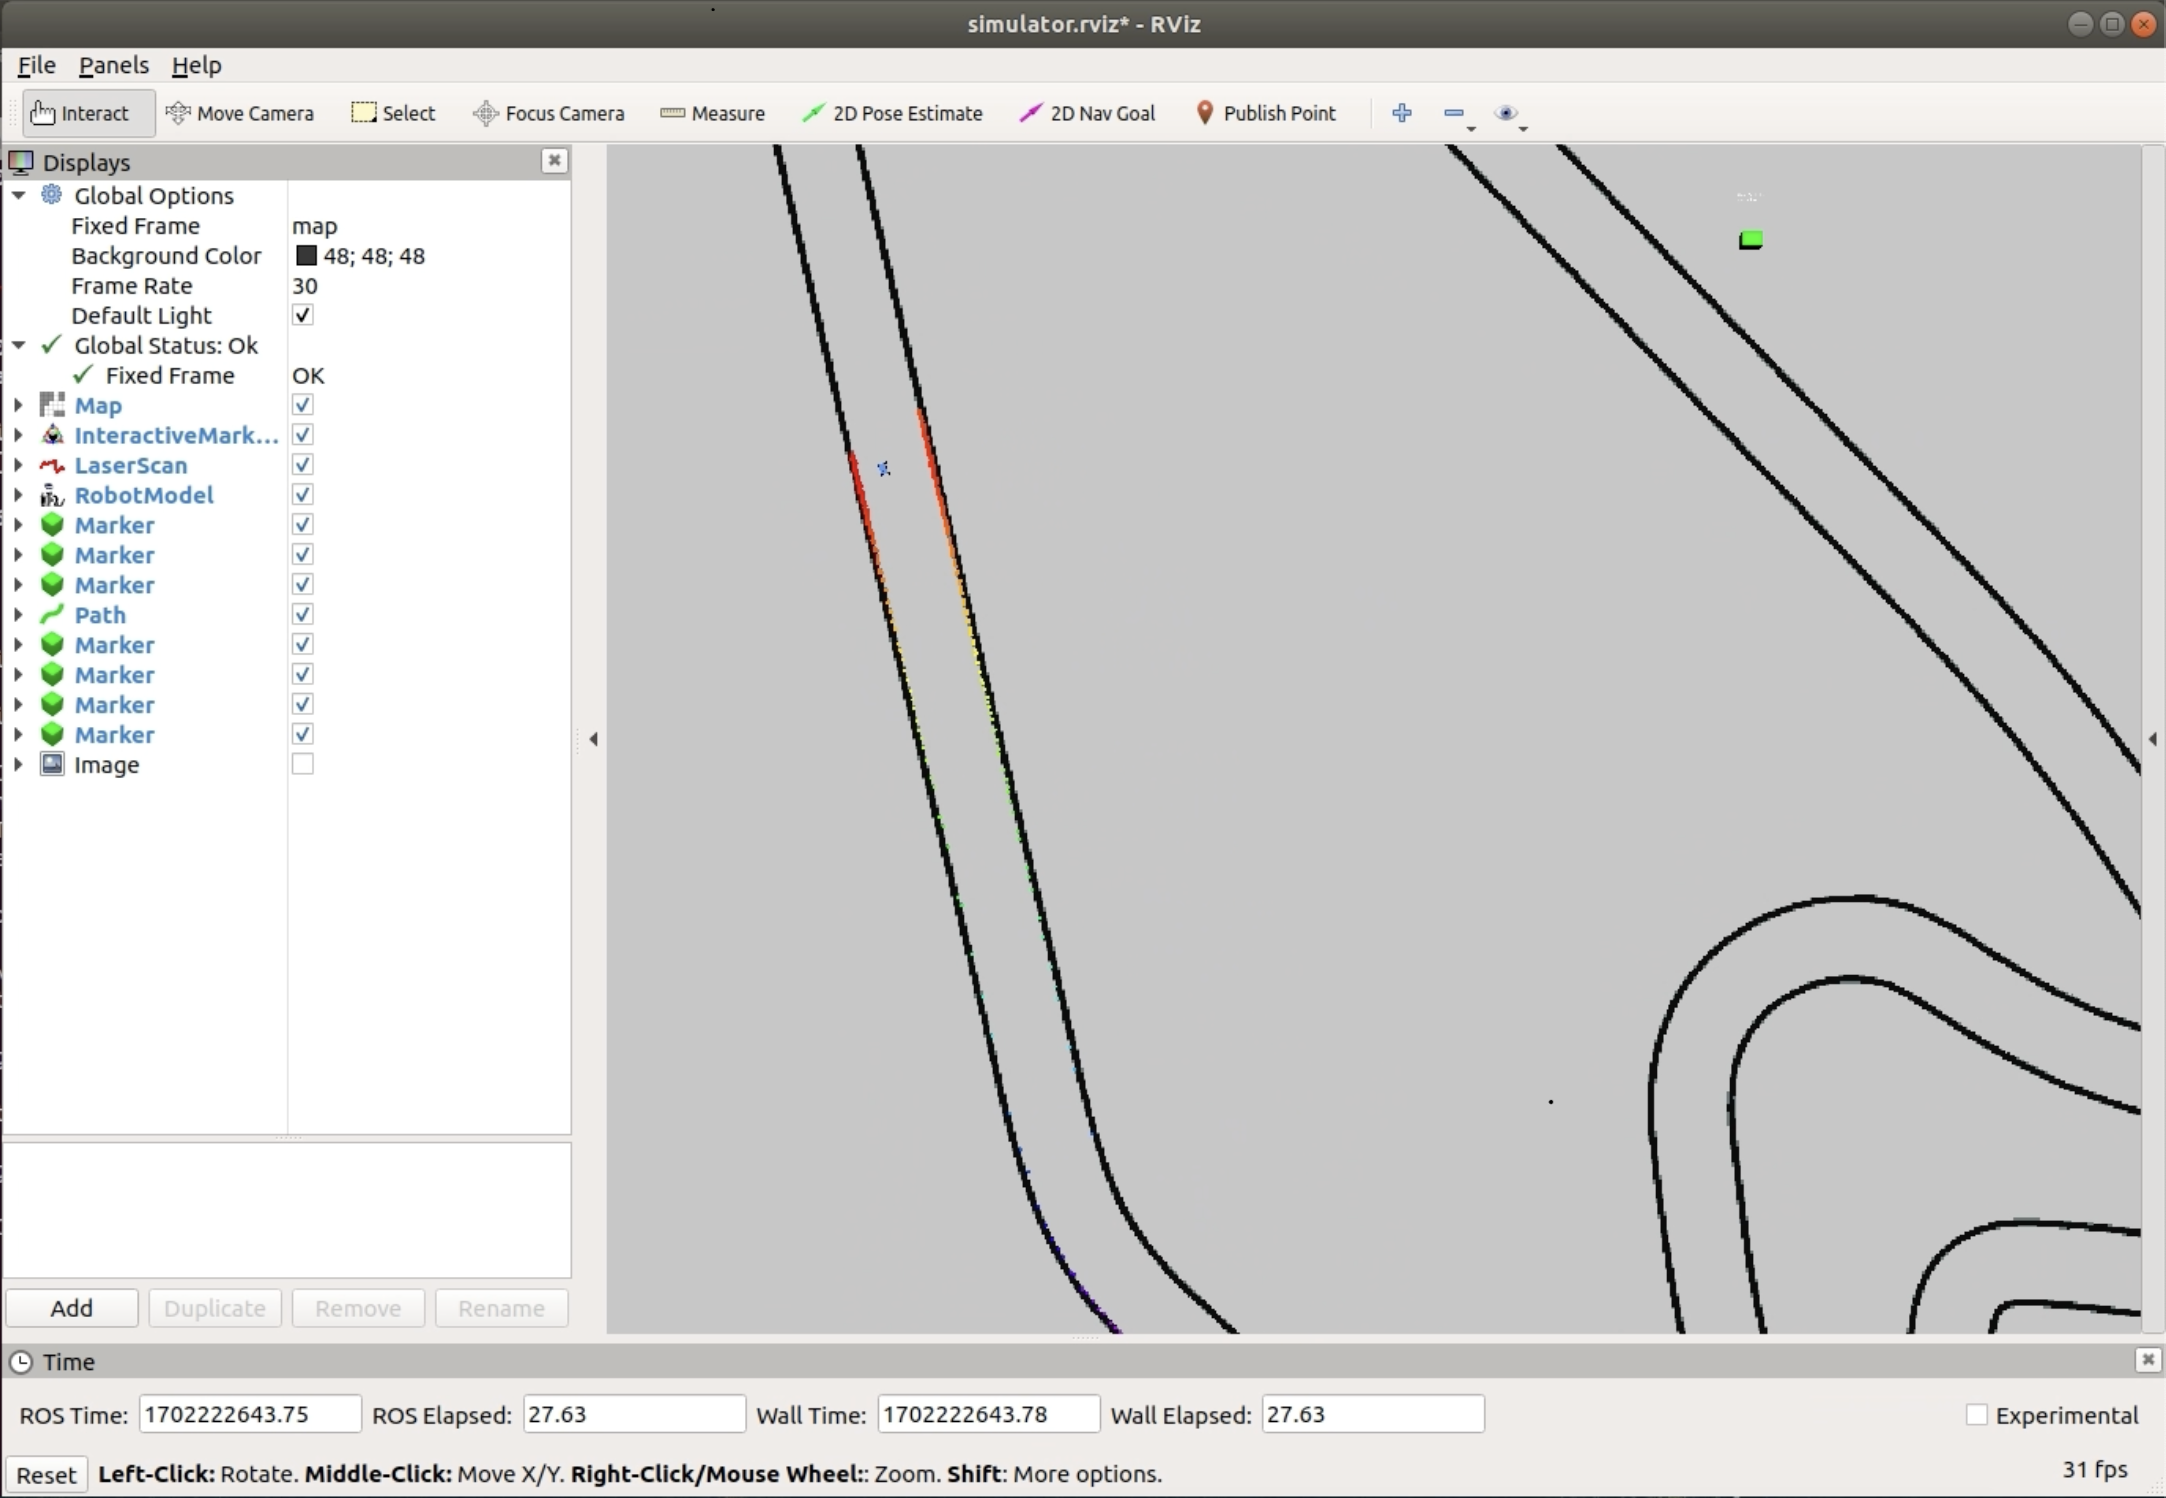 simulator.rviz* - RViz
File Panels Help
Interact Move Camera Select Focus Camera Measure 2D Pose Estimate 2D Nav Goal Publish Point
Displays
Global Options
Fixed Frame map
Background Color 48; 48; 48
Frame Rate 30
Default Light
Global Status: Ok
Fixed Frame OK
Map
InteractiveMark...
LaserScan
RobotModel
Marker
Marker
Marker
Path
Marker
Marker
Marker
Marker
Image
Add Duplicate Remove Rename
Time
ROS Time: 1702222643.75 ROS Elapsed: 27.63 Wall Time: 1702222643.78 Wall Elapsed: 27.63 Experimental
Reset Left-Click: Rotate. Middle-Click: Move X/Y. Right-Click/Mouse Wheel:: Zoom. Shift: More options. 31 fps